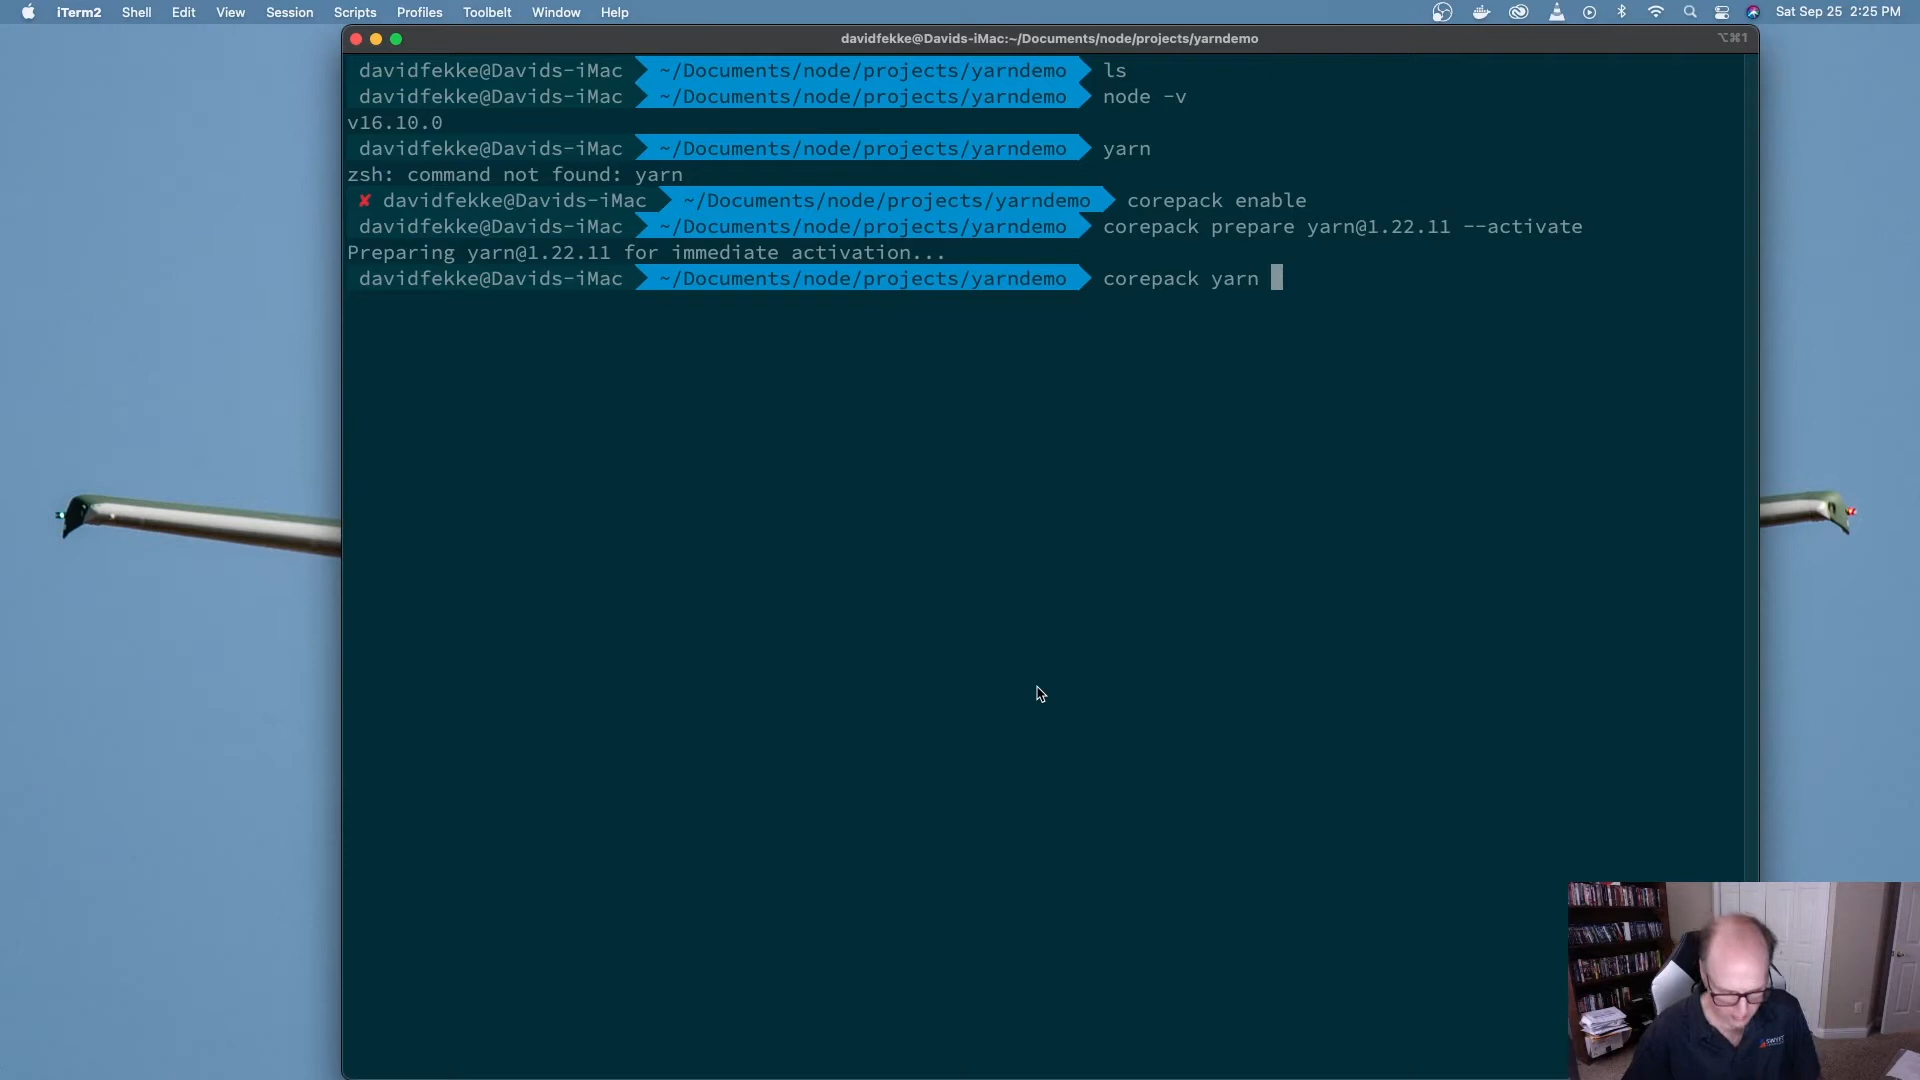 iTerm2 Shell Edit View Session Scripts Profiles Toolbelt Window Help Sat Sep 25 2:25 PM
davidfekke@Davids-iMac:~/Documents/node/projects/yarndemo ⌥⌘1
davidfekke@Davids-iMac ~/Documents/node/projects/yarndemo ls
davidfekke@Davids-iMac ~/Documents/node/projects/yarndemo node -v
v16.10.0
davidfekke@Davids-iMac ~/Documents/node/projects/yarndemo yarn
zsh: command not found: yarn
✘ davidfekke@Davids-iMac ~/Documents/node/projects/yarndemo corepack enable
davidfekke@Davids-iMac ~/Documents/node/projects/yarndemo corepack prepare yarn@1.22.11 --activate
Preparing yarn@1.22.11 for immediate activation...
davidfekke@Davids-iMac ~/Documents/node/projects/yarndemo corepack yarn